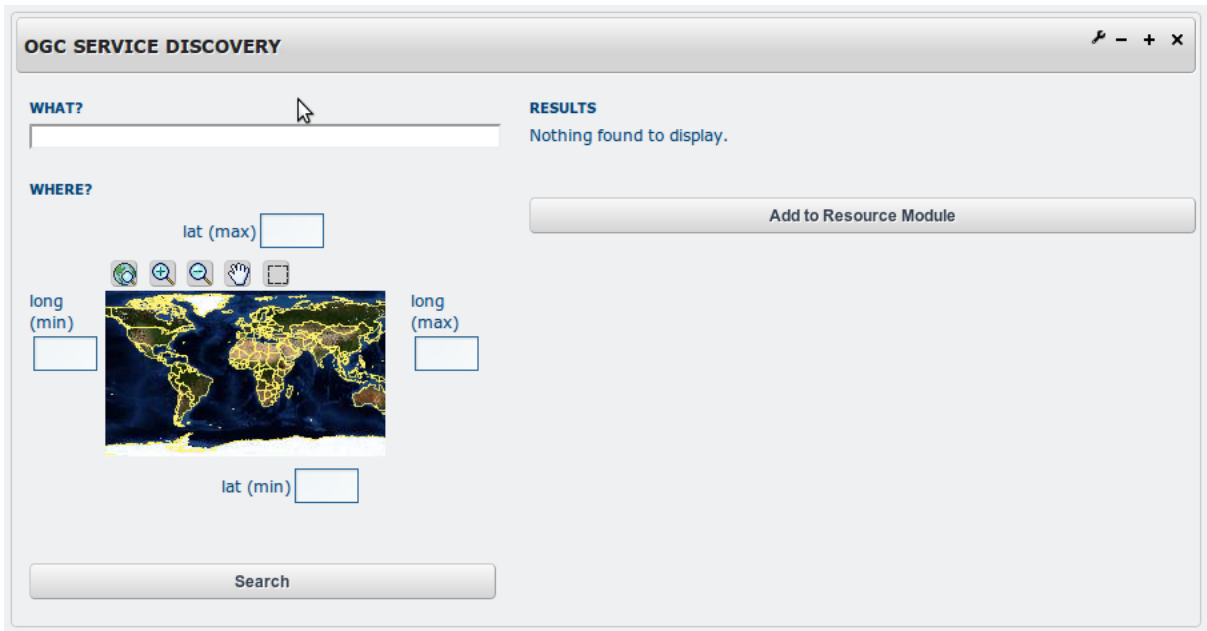 OGC SERVICE DISCOVERY
WHAT?
WHERE?
lat (max)
long
(min)
long
(max)
lat (min)
Search
RESULTS
Nothing found to display.
Add to Resource Module